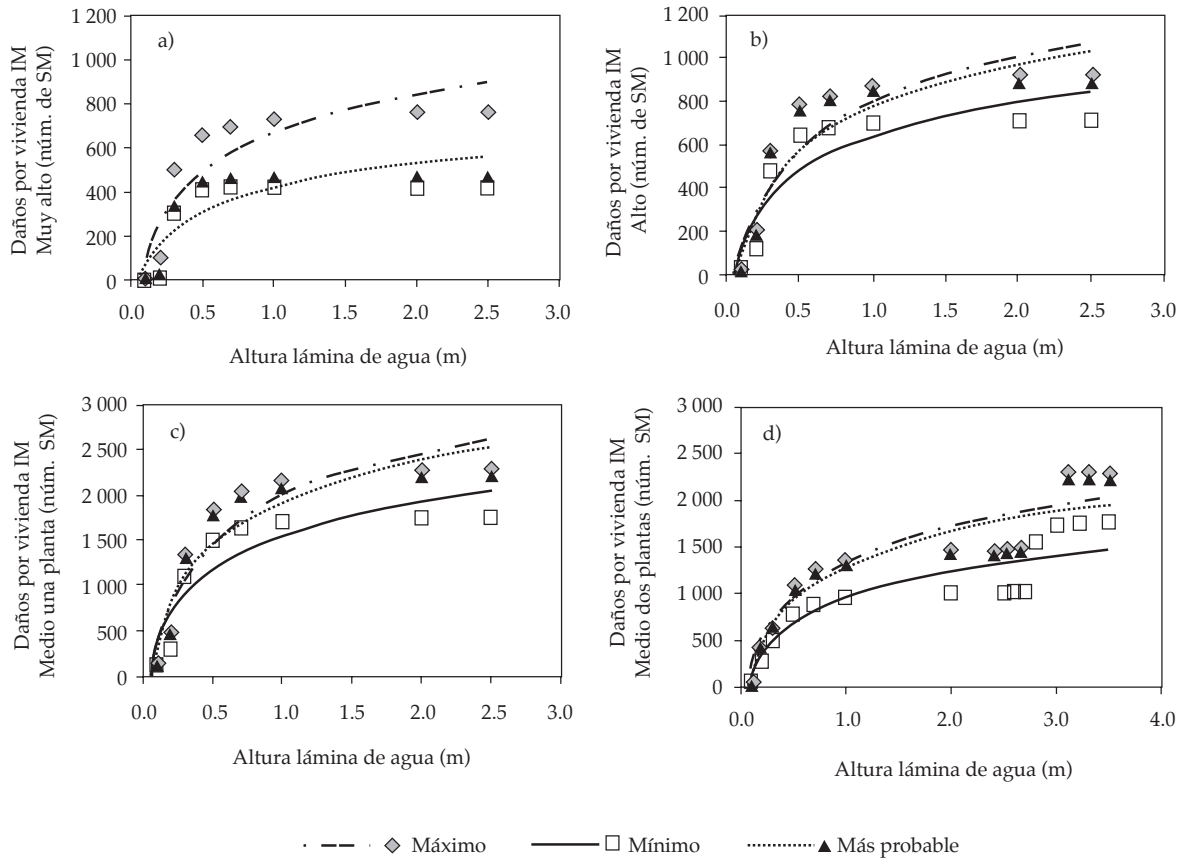 a)
Daños por vivienda IM
Muy alto (núm. de SM)
1 200
1 000
800
600
400
200
0
0.0 0.5 1.0 1.5 2.0 2.5 3.0
Altura lámina de agua (m)
b)
Daños por vivienda IM
Alto (núm. de SM)
1 200
1 000
800
600
400
200
0
0.0 0.5 1.0 1.5 2.0 2.5 3.0
Altura lámina de agua (m)
c)
Daños por vivienda IM
Medio una planta (núm. SM)
3 000
2 500
2 000
1 500
1 000
500
0
0.0 0.5 1.0 1.5 2.0 2.5 3.0
Altura lámina de agua (m)
d)
Daños por vivienda IM
Medio dos plantas (núm. SM)
3 000
2 500
2 000
1 500
1 000
500
0
0.0 1.0 2.0 3.0 4.0
Altura lámina de agua (m)
Máximo Mínimo Más probable